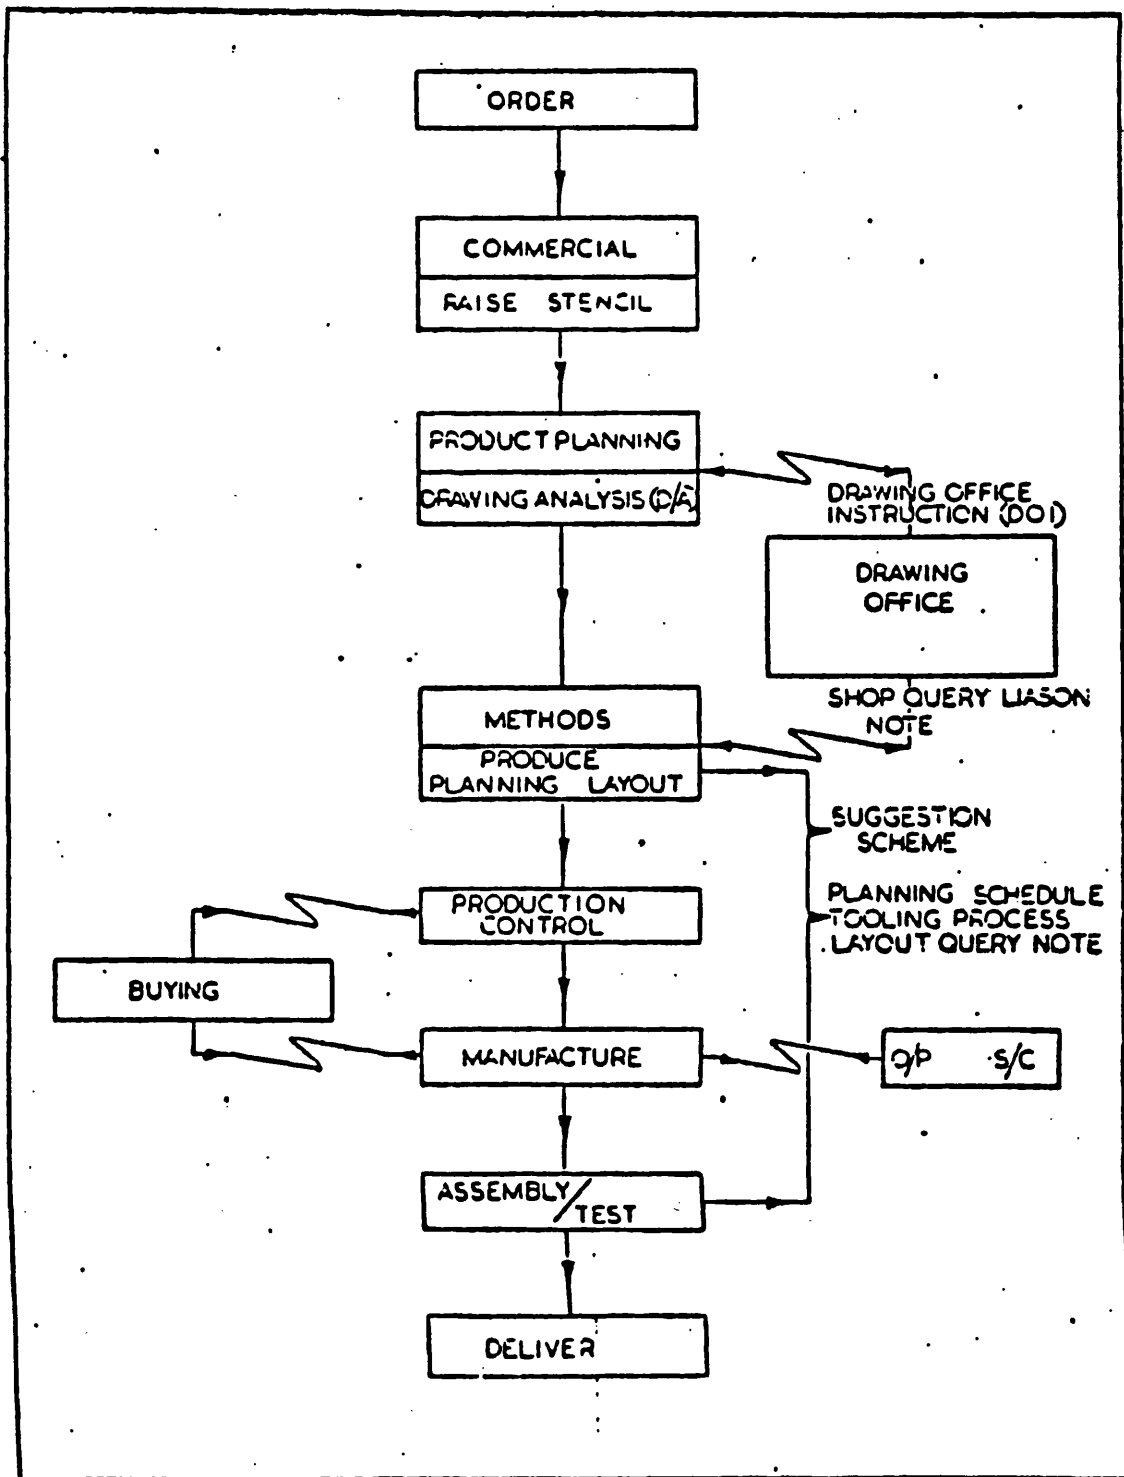 ORDER
COMMERCIAL
RAISE STENCIL
PRODUCT PLANNING
DRAWING ANALYSIS (D/A)
DRAWING OFFICE
INSTRUCTION (DOI)
DRAWING
OFFICE
SHOP QUERY LIASON
NOTE
METHODS
PRODUCE
PLANNING LAYOUT
SUGGESTION
SCHEME
PLANNING SCHEDULE
TOOLING PROCESS
LAYOUT QUERY NOTE
PRODUCTION
CONTROL
BUYING
MANUFACTURE
O/P S/C
ASSEMBLY/
TEST
DELIVER